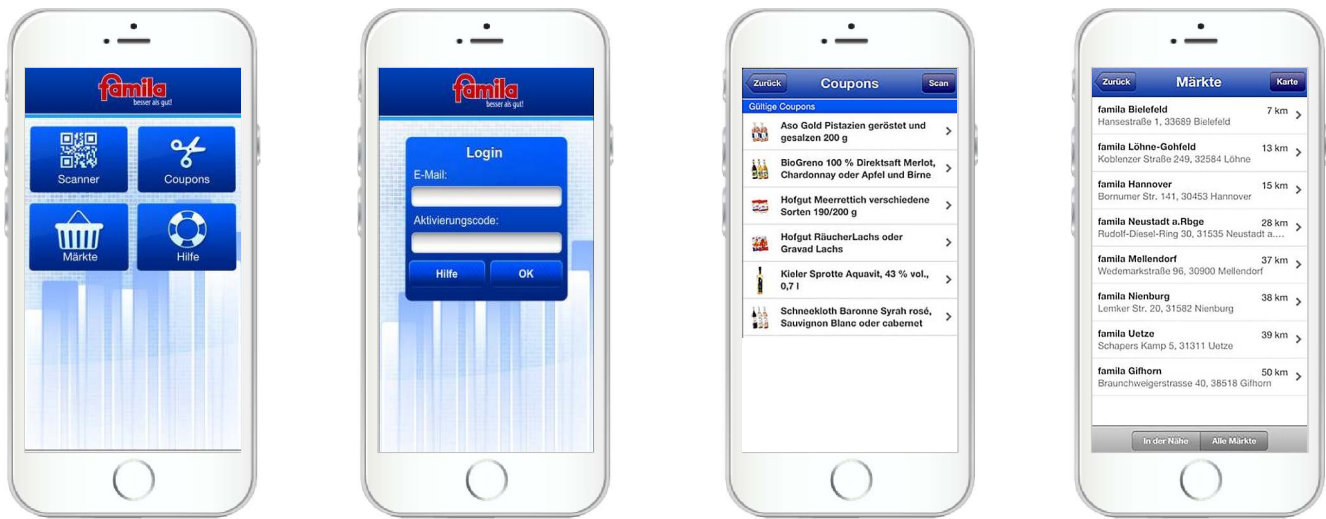 famila
besser als gut!
Scanner
Coupons
Märkte
Hilfe
famila
besser als gut!
Login
E-Mail:
Aktivierungscode:
Hilfe
OK
Zurück
Coupons
Scan
Gültige Coupons
Aso Gold Pistazien geröstet und
gesalzen 200 g
BioGreno 100 % Direktsaft Merlot,
Chardonnay oder Apfel und Birne
Hofgut Meerrettich verschiedene
Sorten 190/200 g
Hofgut RäucherLachs oder
Gravad Lachs
Kieler Sprotte Aquavit, 43 % vol.,
0,7 l
Schneekloth Baronne Syrah rosé,
Sauvignon Blanc oder cabernet
Zurück
Märkte
Karte
famila Bielefeld 7 km
Hansestraße 1, 33689 Bielefeld
famila Löhne-Gohfeld 13 km
Koblenzer Straße 249, 32584 Löhne
famila Hannover 15 km
Bornumer Str. 141, 30453 Hannover
famila Neustadt a.Rbge 28 km
Rudolf-Diesel-Ring 30, 31535 Neustadt a....
famila Mellendorf 37 km
Wedemarkstraße 96, 30900 Mellendorf
famila Nienburg 38 km
Lemker Str. 20, 31582 Nienburg
famila Uetze 39 km
Schapers Kamp 5, 31311 Uetze
famila Gifhorn 50 km
Braunchweigerstrasse 40, 38518 Gifhorn
In der Nähe
Alle Märkte